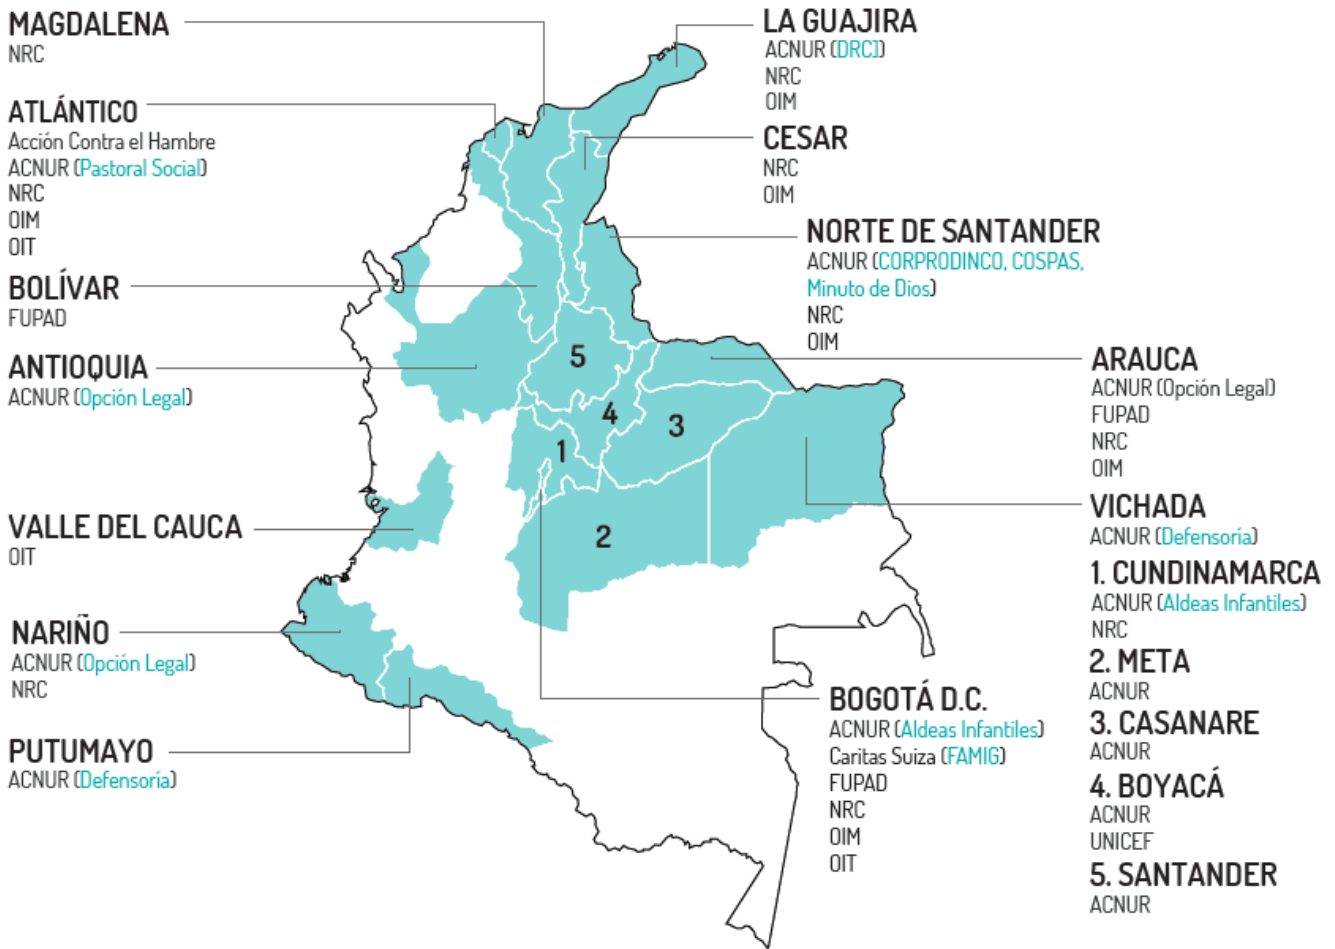 MAGDALENA
NRC
ATLÁNTICO
Acción Contra el Hambre
ACNUR (Pastoral Social)
NRC
OIM
OIT
BOLÍVAR
FUPAD
ANTIOQUIA
ACNUR (Opción Legal)
VALLE DEL CAUCA
OIT
NARIÑO
ACNUR (Opción Legal)
NRC
PUTUMAYO
ACNUR (Defensoría)
5
4
3
1
2
LA GUAJIRA
ACNUR (DRC])
NRC
OIM
CESAR
NRC
OIM
NORTE DE SANTANDER
ACNUR (CORPRODINCO, COSPAS,
Minuto de Dios)
NRC
OIM
ARAUCA
ACNUR (Opción Legal)
FUPAD
NRC
OIM
VICHADA
ACNUR (Defensoría)
1. CUNDINAMARCA
ACNUR (Aldeas Infantiles)
NRC
2. META
ACNUR
3. CASANARE
ACNUR
4. BOYACÁ
ACNUR
UNICEF
5. SANTANDER
ACNUR
BOGOTÁ D.C.
ACNUR (Aldeas Infantiles)
Caritas Suiza (FAMIG)
FUPAD
NRC
OIM
OIT